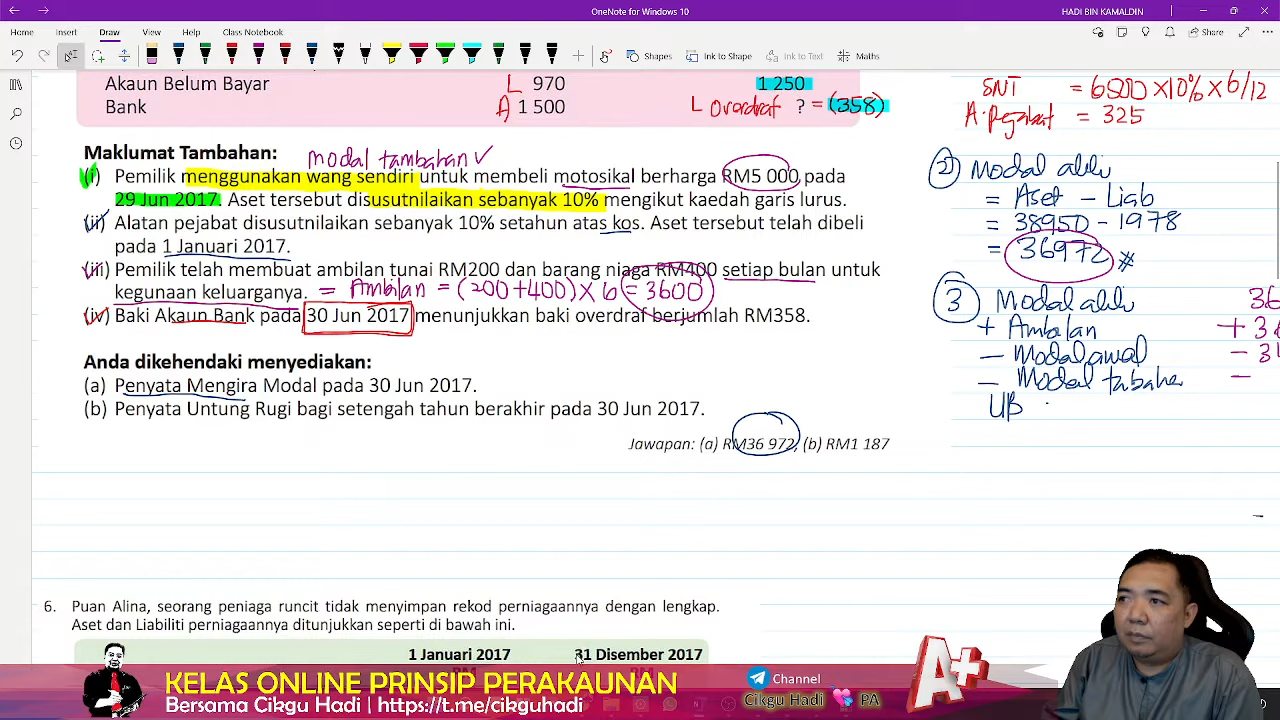 OneNote for Windows 10
HADI BIN KAMALDIN
Home Insert Draw View Help Class Notebook
Share
Shapes Ink to Shape Ink to Text Maths
Akaun Belum Bayar L 970 1 250
Bank A 1 500 L overdraf ? = (358)
SNT = 6500 x10% x 6/12
A. Pejabat = 325
Maklumat Tambahan:
modal tambahan ✓
(i) Pemilik menggunakan wang sendiri untuk membeli motosikal berharga RM5 000 pada
29 Jun 2017. Aset tersebut disusutnilaikan sebanyak 10% mengikut kaedah garis lurus.
(ii) Alatan pejabat disusutnilaikan sebanyak 10% setahun atas kos. Aset tersebut telah dibeli
pada 1 Januari 2017.
(iii) Pemilik telah membuat ambilan tunai RM200 dan barang niaga RM400 setiap bulan untuk
kegunaan keluarganya. = Ambilan = (200+400) x 6 = 3600
(iv) Baki Akaun Bank pada 30 Jun 2017 menunjukkan baki overdraf berjumlah RM358.
Anda dikehendaki menyediakan:
(a) Penyata Mengira Modal pada 30 Jun 2017.
(b) Penyata Untung Rugi bagi setengah tahun berakhir pada 30 Jun 2017.
Jawapan: (a) RM36 972, (b) RM1 187
2 Modal akhir
= Aset - Liab
= 38950 - 1978
= 36972 #
3 Modal akhir 36
+ Ambilan + 3
- Modal awal - 34
- Modal tabahn -
UB
6. Puan Alina, seorang peniaga runcit tidak menyimpan rekod perniagaannya dengan lengkap.
Aset dan Liabiliti perniagaannya ditunjukkan seperti di bawah ini.
1 Januari 2017 31 Disember 2017
RM RM
KELAS ONLINE PRINSIP PERAKAUNAN
Bersama Cikgu Hadi | https://t.me/cikguhadi
Channel
Cikgu Hadi PA
A+